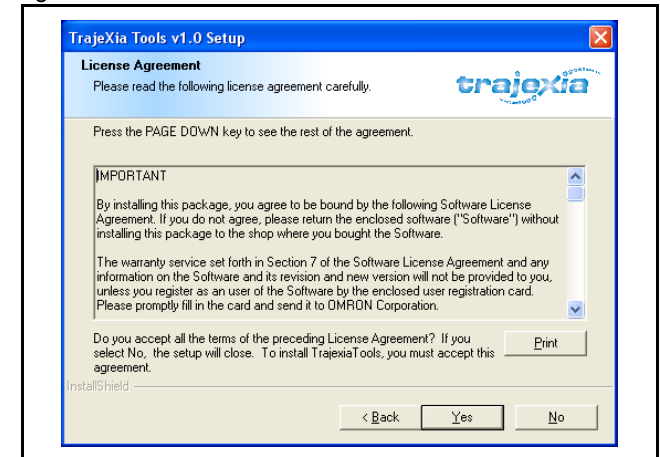 TrajeXia Tools v1.0 Setup
License Agreement
Please read the following license agreement carefully.
trajexia
Press the PAGE DOWN key to see the rest of the agreement.
IMPORTANT
By installing this package, you agree to be bound by the following Software License
Agreement. If you do not agree, please return the enclosed software ("Software") without
installing this package to the shop where you bought the Software.
The warranty service set forth in Section 7 of the Software License Agreement and any
information on the Software and its revision and new version will not be provided to you,
unless you register as an user of the Software by the enclosed user registration card.
Please promptly fill in the card and send it to OMRON Corporation.
Do you accept all the terms of the preceding License Agreement? If you
select No, the setup will close. To install TrajexiaTools, you must accept this
agreement.
Print
InstallShield
< Back
Yes
No